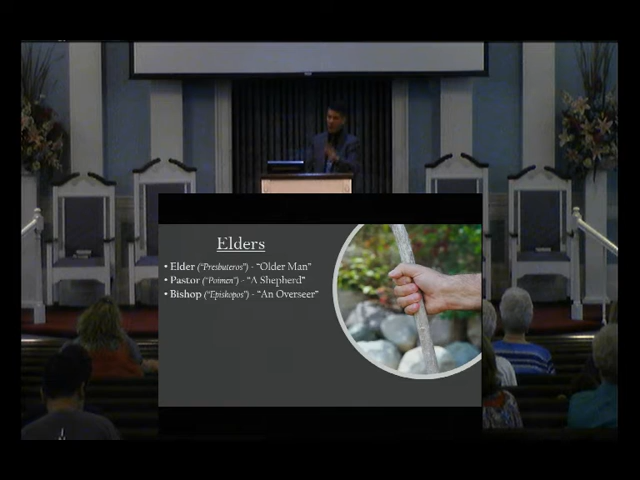 Elders
• Elder ("Presbuteros") - "Older Man"
• Pastor ("Poimen") - "A Shepherd"
• Bishop ("Episkopos") - "An Overseer"